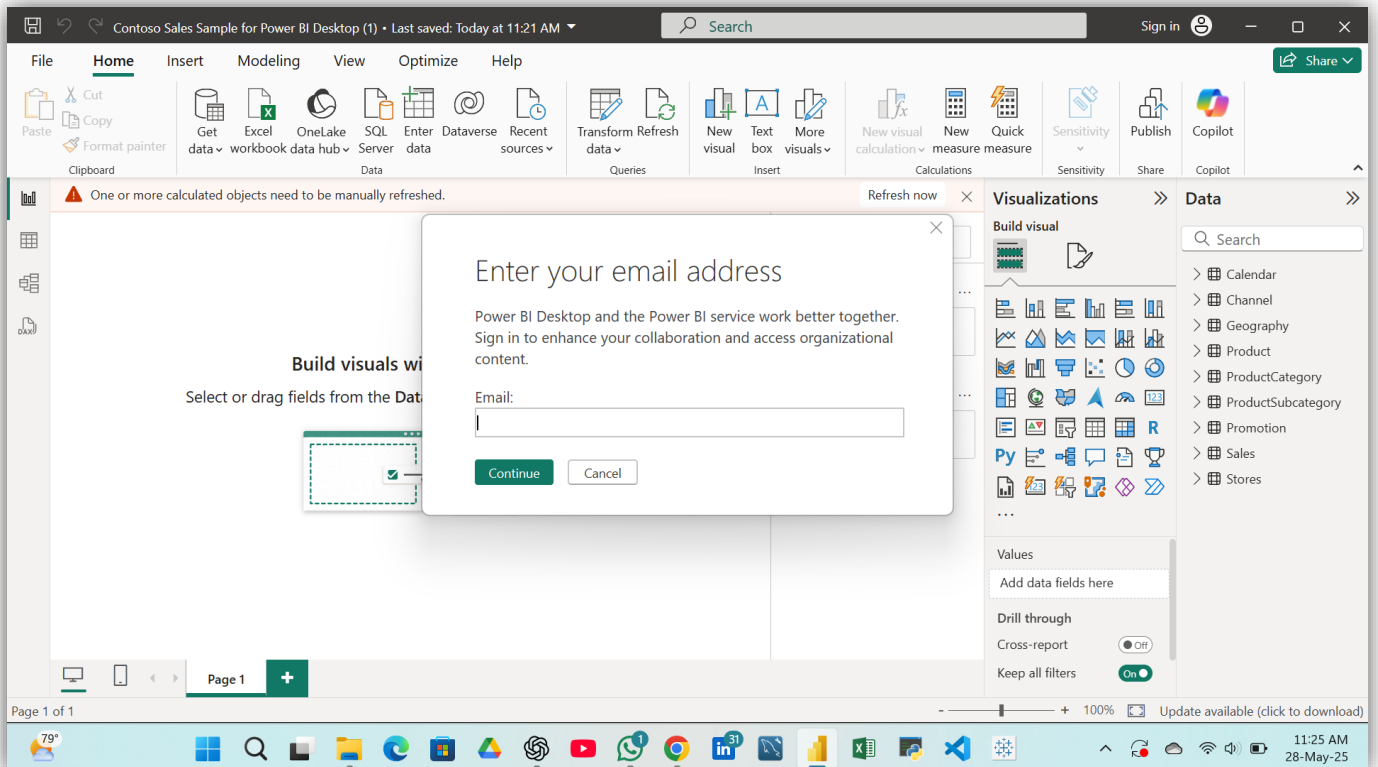 Contoso Sales Sample for Power BI Desktop (1) • Last saved: Today at 11:21 AM
Search
Sign in
File Home Insert Modeling View Optimize Help
Share
Paste
Cut
Copy
Format painter
Get data
Excel workbook
OneLake data hub
SQL Server
Enter data
Dataverse
Recent sources
Transform data
Refresh
New visual
Text box
More visuals
New visual calculation
New measure
Quick measure
Sensitivity
Publish
Copilot
Clipboard Data Queries Insert Calculations Sensitivity Share Copilot
One or more calculated objects need to be manually refreshed.
Refresh now
DAX
Build visuals wi
Select or drag fields from the Data
Enter your email address
Power BI Desktop and the Power BI service work better together.
Sign in to enhance your collaboration and access organizational
content.
Email:
Continue Cancel
...
...
Visualizations
Build visual
123
R
Py
123
...
Values
Add data fields here
Drill through
Cross-report
Off
Keep all filters
On
Data
Search
Calendar
Channel
Geography
Product
ProductCategory
ProductSubcategory
Promotion
Sales
Stores
Page 1
+
Page 1 of 1
- + 100%
Update available (click to download)
79°
1
in
31
11:25 AM
28-May-25